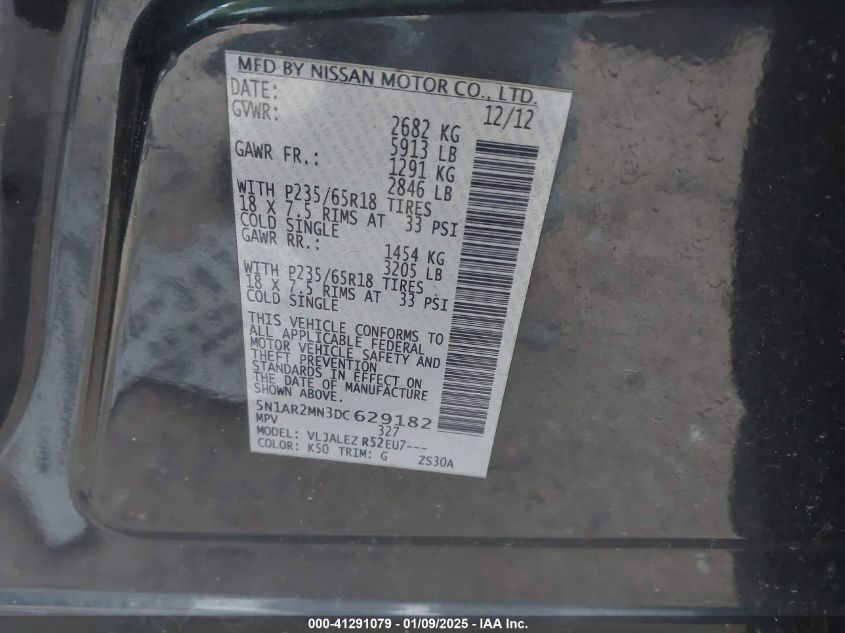 MFD BY NISSAN MOTOR CO., LTD.
DATE: 12/12
GVWR: 2682 KG
5913 LB
GAWR FR.: 1291 KG
2846 LB
WITH P235/65R18 TIRES
18 X 7.5 RIMS AT 33 PSI
COLD SINGLE
GAWR RR.: 1454 KG
3205 LB
WITH P235/65R18 TIRES
18 X 7.5 RIMS AT 33 PSI
COLD SINGLE
THIS VEHICLE CONFORMS TO
ALL APPLICABLE FEDERAL
MOTOR VEHICLE SAFETY AND
THEFT PREVENTION
STANDARDS IN EFFECT ON
THE DATE OF MANUFACTURE
SHOWN ABOVE.
5N1AR2MN3DC629182
MPV 327
MODEL: VLJALEZ R52EU7---
COLOR: K50 TRIM: G ZS30A
000-41291079 - 01/09/2025 - IAA Inc.